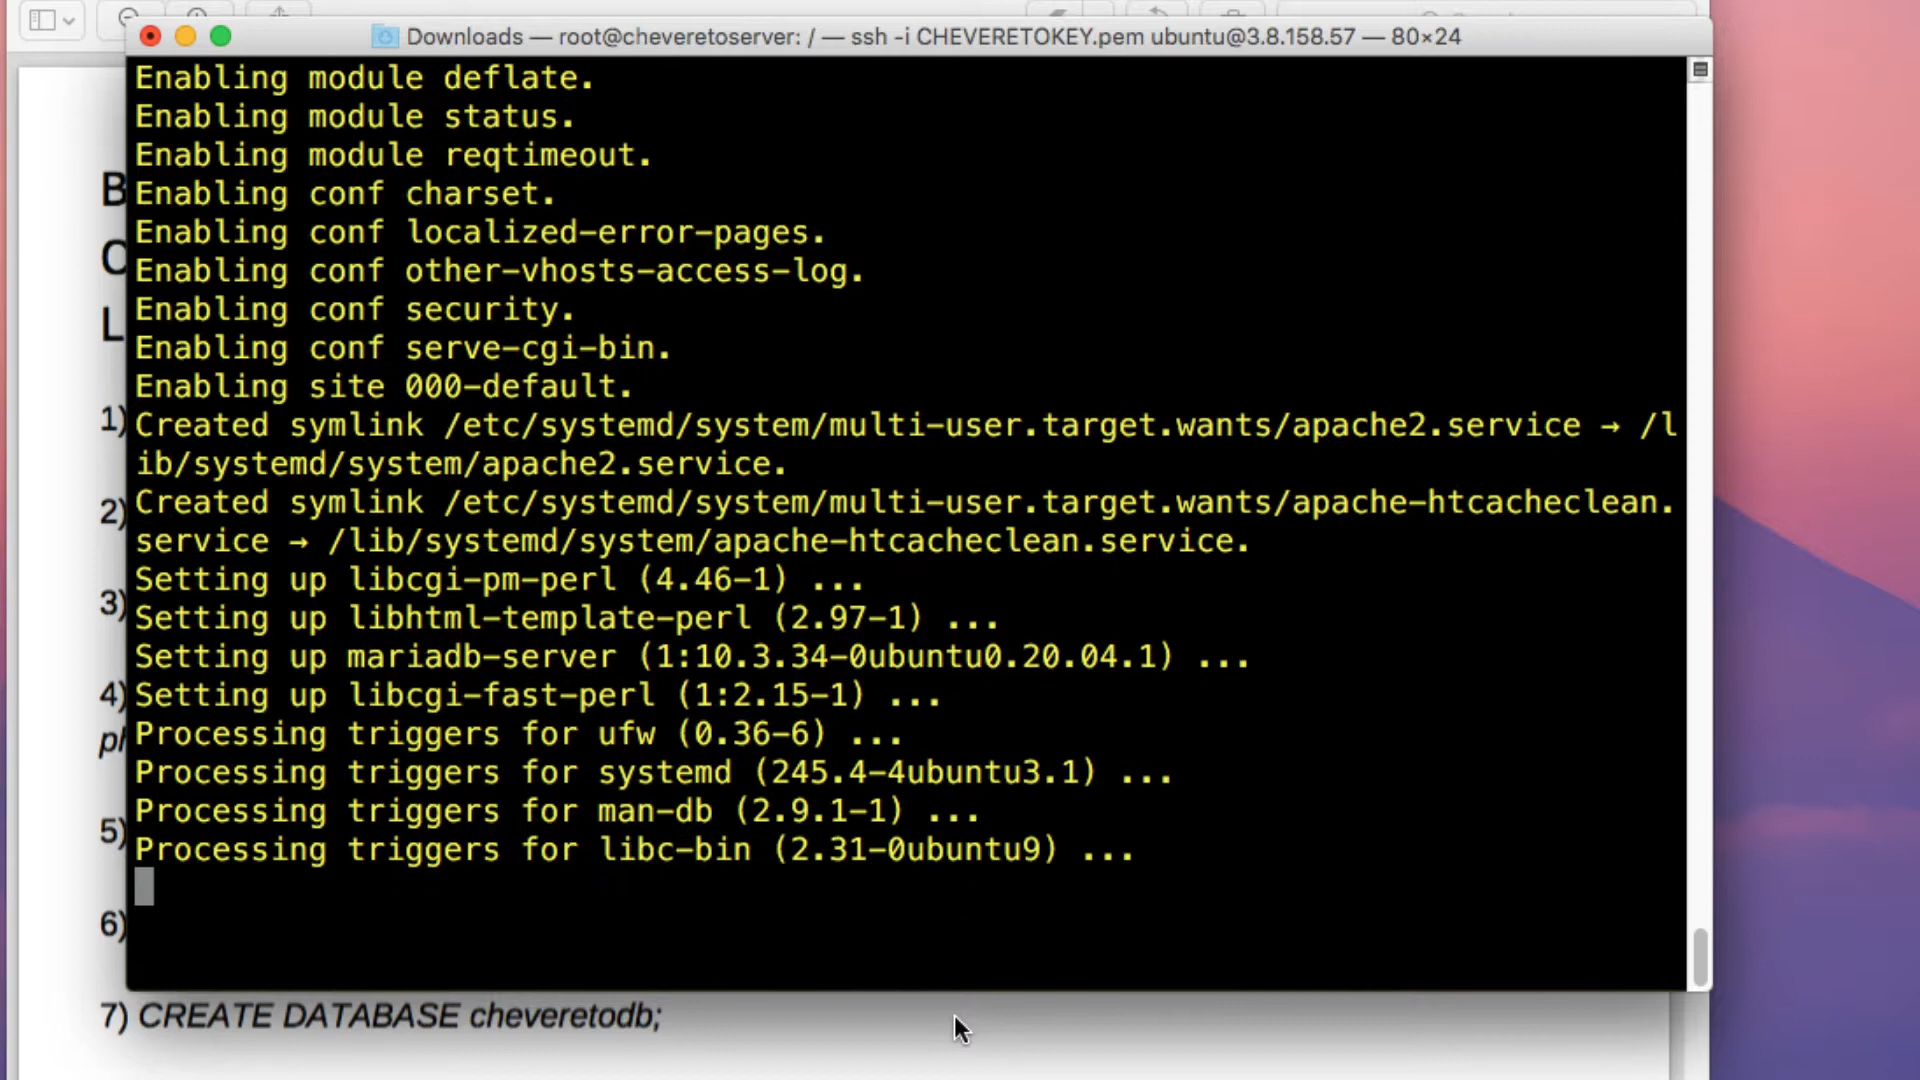 Downloads — root@cheveretoserver: / — ssh -i CHEVERETOKEY.pem ubuntu@3.8.158.57 — 80×24
Enabling module deflate.
Enabling module status.
Enabling module reqtimeout.
Enabling conf charset.
Enabling conf localized-error-pages.
Enabling conf other-vhosts-access-log.
Enabling conf security.
Enabling conf serve-cgi-bin.
Enabling site 000-default.
Created symlink /etc/systemd/system/multi-user.target.wants/apache2.service → /l
ib/systemd/system/apache2.service.
Created symlink /etc/systemd/system/multi-user.target.wants/apache-htcacheclean.
service → /lib/systemd/system/apache-htcacheclean.service.
Setting up libcgi-pm-perl (4.46-1) ...
Setting up libhtml-template-perl (2.97-1) ...
Setting up mariadb-server (1:10.3.34-0ubuntu0.20.04.1) ...
Setting up libcgi-fast-perl (1:2.15-1) ...
Processing triggers for ufw (0.36-6) ...
Processing triggers for systemd (245.4-4ubuntu3.1) ...
Processing triggers for man-db (2.9.1-1) ...
Processing triggers for libc-bin (2.31-0ubuntu9) ...
B
C
L
1)
2)
3)
4)
5)
6)
7) CREATE DATABASE cheveretodb;